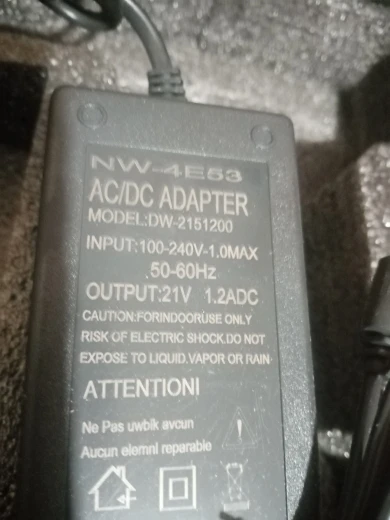 NW-4E53
AC/DC ADAPTER
MODEL:DW-2151200
INPUT:100-240V-1.0MAX
.50-60Hz
OUTPUT:21V 1.2ADC
CAUTION:FORINDOORUSE ONLY
RISK OF ELECTRIC SHOCK.DO NOT
EXPOSE TO LIQUID.VAPOR OR RAIN·
ATTENTIONI
Ne Pas uwbik avcun
Aucun elemni reparable